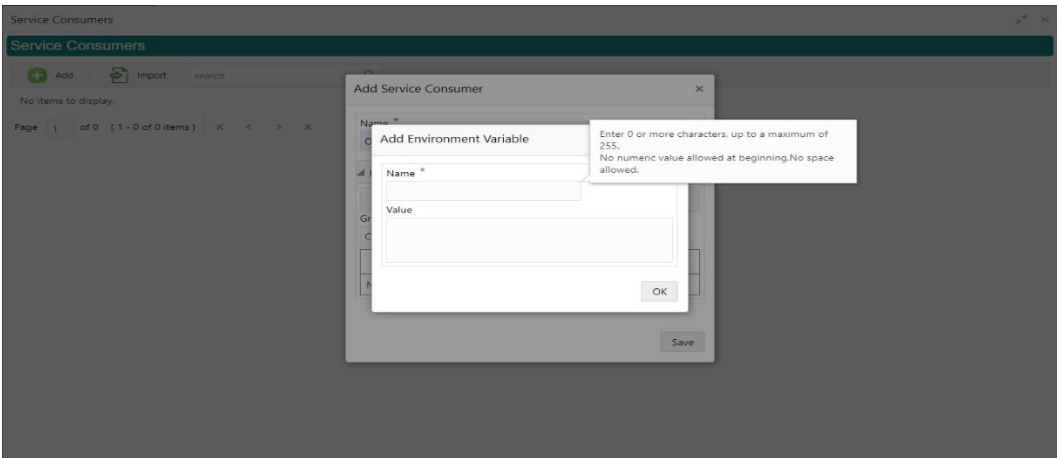 Service Consumers
Service Consumers
Add
Import
search
No items to display.
Page 1 of 0 ( 1 - 0 of 0 items )
Add Service Consumer
Name *
Add Environment Variable
Enter 0 or more characters, up to a maximum of
255.
No numeric value allowed at beginning.No space
allowed.
Name *
Value
Gr
C
N
OK
Save